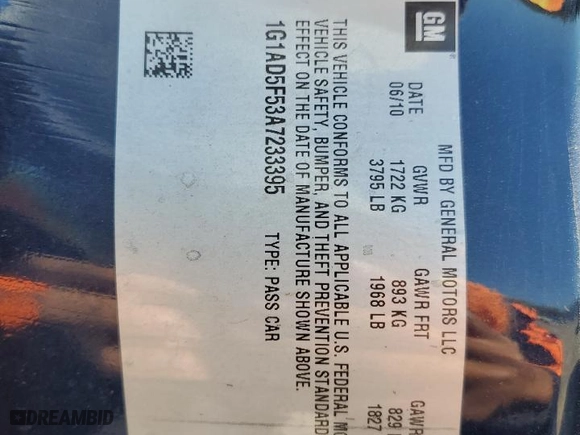 GM
MFD BY GENERAL MOTORS LLC
DATE GVWR GAWR FRT GAWR
06/10 1722 KG 893 KG 829
3795 LB 1968 LB 1827
THIS VEHICLE CONFORMS TO ALL APPLICABLE U.S. FEDERAL
VEHICLE SAFETY, BUMPER, AND THEFT PREVENTION STANDARD
EFFECT ON THE DATE OF MANUFACTURE SHOWN ABOVE.
1G1AD5F53A7233395 TYPE: PASS CAR
DREAMBID